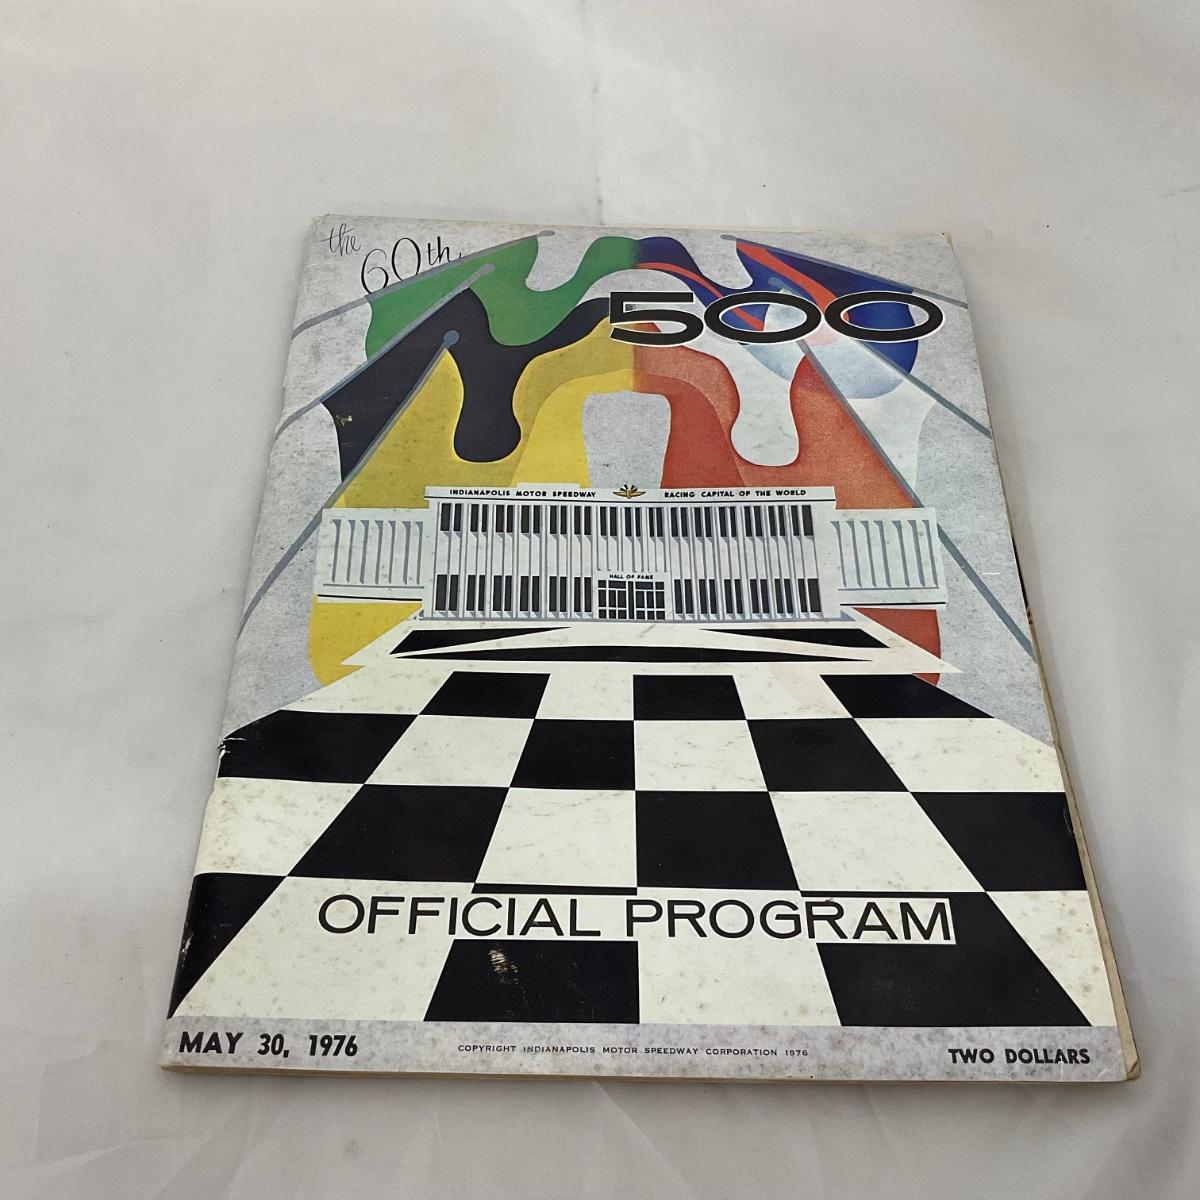 the
60th
500
INDIANAPOLIS MOTOR SPEEDWAY RACING CAPITAL OF THE WORLD
HALL OF FAME
OFFICIAL PROGRAM
MAY 30, 1976
COPYRIGHT INDIANAPOLIS MOTOR SPEEDWAY CORPORATION 1976
TWO DOLLARS